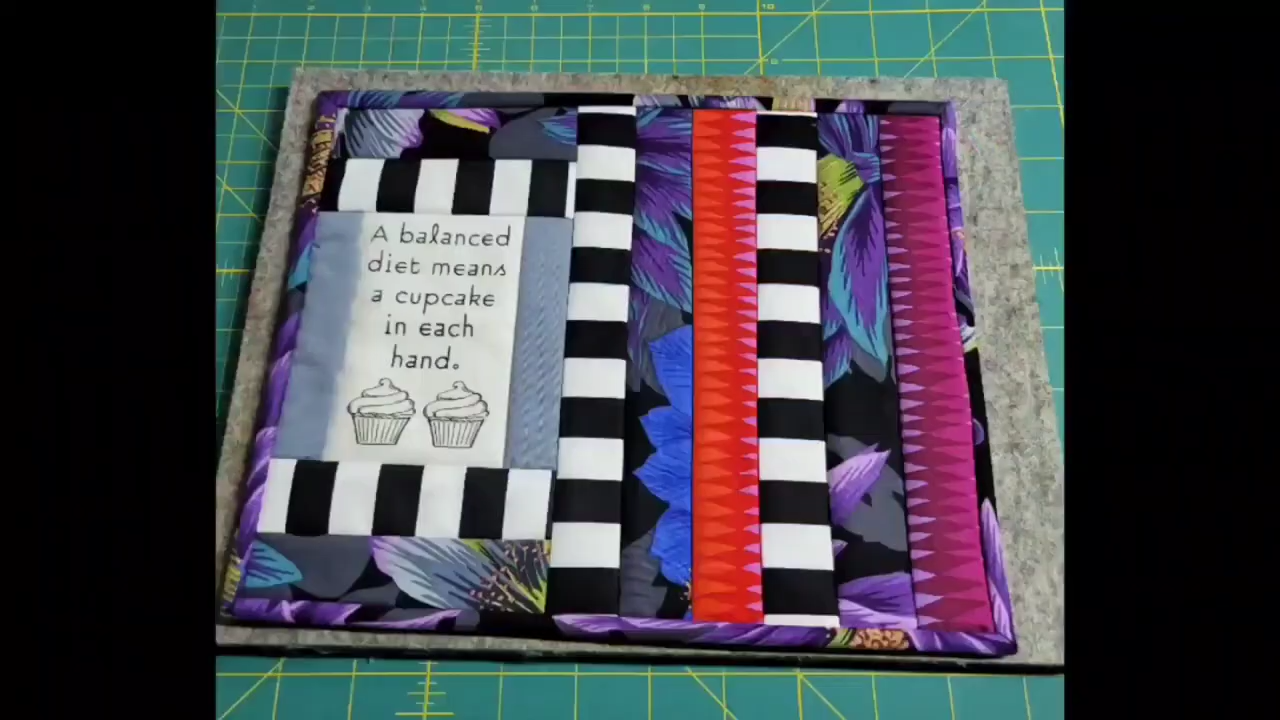 A balanced
diet means
a cupcake
in each
hand.